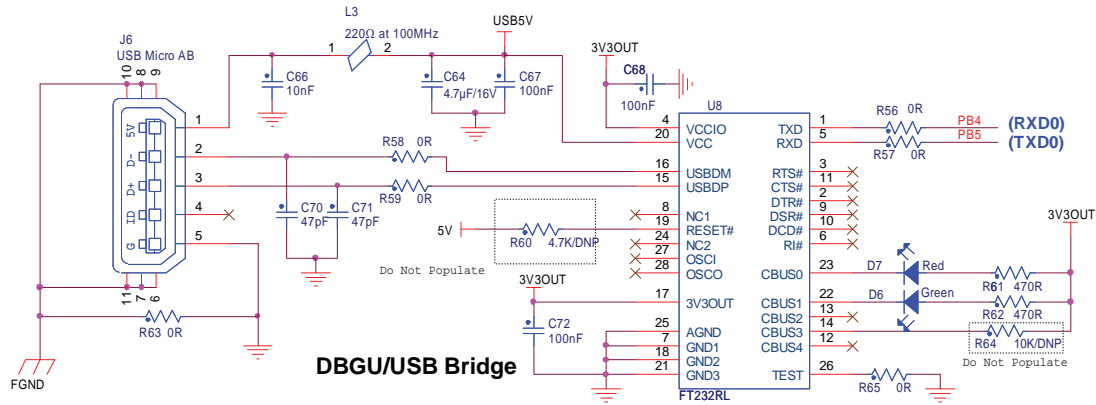 J6
USB Micro AB
10
8
9
5V
D-
D+
ID
G
1
2
3
4
5
11
7
6
R63 0R
FGND
L3
220Ω at 100MHz
1 2
USB5V
C66
10nF
C64
4.7µF/16V
C67
100nF
R58 0R
R59 0R
C70
47pF
C71
47pF
5V
R60 4.7K/DNP
Do Not Populate
3V3OUT
C68
100nF
3V3OUT
C72
100nF
DBGU/USB Bridge
U8
4 VCCIO
20 VCC
16 USBDM
15 USBDP
8 NC1
19 RESET#
24 NC2
27 OSCI
28 OSCO
17 3V3OUT
25 AGND
7 GND1
18 GND2
21 GND3
TXD 1
RXD 5
RTS# 3
CTS# 11
DTR# 2
DSR# 9
DCD# 10
RI# 6
CBUS0 23
CBUS1 22
CBUS2 13
CBUS3 14
CBUS4 12
TEST 26
FT232RL
R56 0R
PB4 (RXD0)
PB5 (TXD0)
R57 0R
3V3OUT
D7 Red
R61 470R
D6 Green
R62 470R
R64 10K/DNP
Do Not Populate
R65 0R